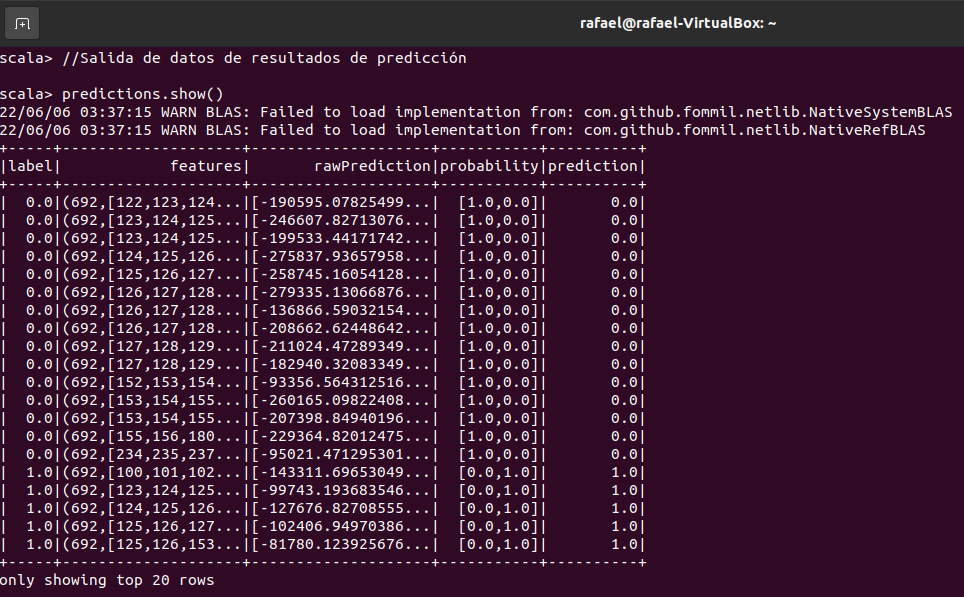 rafael@rafael-VirtualBox: ~
scala> //Salida de datos de resultados de predicción
scala> predictions.show()
22/06/06 03:37:15 WARN BLAS: Failed to load implementation from: com.github.fommil.netlib.NativeSystemBLAS
22/06/06 03:37:15 WARN BLAS: Failed to load implementation from: com.github.fommil.netlib.NativeRefBLAS
+-----+--------------------+--------------------+-----------+----------+
|label|            features|       rawPrediction|probability|prediction|
+-----+--------------------+--------------------+-----------+----------+
|  0.0|(692,[122,123,124...|[-190595.07825499...|  [1.0,0.0]|       0.0|
|  0.0|(692,[123,124,125...|[-246607.82713076...|  [1.0,0.0]|       0.0|
|  0.0|(692,[123,124,125...|[-199533.44171742...|  [1.0,0.0]|       0.0|
|  0.0|(692,[124,125,126...|[-275837.93657958...|  [1.0,0.0]|       0.0|
|  0.0|(692,[125,126,127...|[-258745.16054128...|  [1.0,0.0]|       0.0|
|  0.0|(692,[126,127,128...|[-279335.13066876...|  [1.0,0.0]|       0.0|
|  0.0|(692,[126,127,128...|[-136866.59032154...|  [1.0,0.0]|       0.0|
|  0.0|(692,[126,127,128...|[-208662.62448642...|  [1.0,0.0]|       0.0|
|  0.0|(692,[127,128,129...|[-211024.47289349...|  [1.0,0.0]|       0.0|
|  0.0|(692,[127,128,129...|[-182940.32083349...|  [1.0,0.0]|       0.0|
|  0.0|(692,[152,153,154...|[-93356.564312516...|  [1.0,0.0]|       0.0|
|  0.0|(692,[153,154,155...|[-260165.09822408...|  [1.0,0.0]|       0.0|
|  0.0|(692,[153,154,155...|[-207398.84940196...|  [1.0,0.0]|       0.0|
|  0.0|(692,[155,156,180...|[-229364.82012475...|  [1.0,0.0]|       0.0|
|  0.0|(692,[234,235,237...|[-95021.471295301...|  [1.0,0.0]|       0.0|
|  1.0|(692,[100,101,102...|[-143311.69653049...|  [0.0,1.0]|       1.0|
|  1.0|(692,[123,124,125...|[-99743.193683546...|  [0.0,1.0]|       1.0|
|  1.0|(692,[124,125,126...|[-127676.82708555...|  [0.0,1.0]|       1.0|
|  1.0|(692,[125,126,127...|[-102406.94970386...|  [0.0,1.0]|       1.0|
|  1.0|(692,[125,126,153...|[-81780.123925676...|  [0.0,1.0]|       1.0|
+-----+--------------------+--------------------+-----------+----------+
only showing top 20 rows